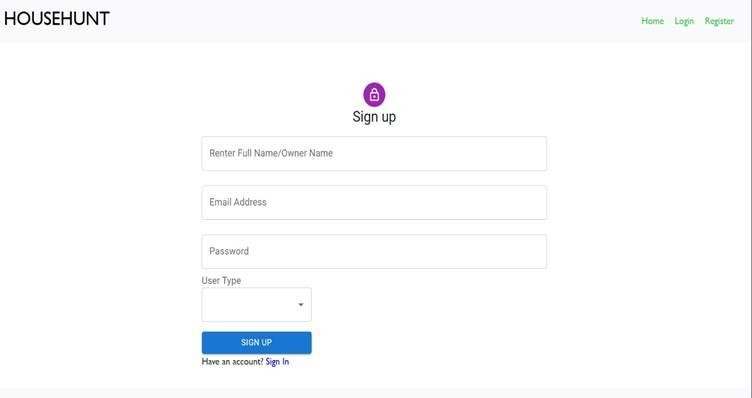 HOUSEHUNT
Home Login Register
Sign up
Renter Full Name/Owner Name
Email Address
Password
User Type
SIGN UP
Have an account? Sign In